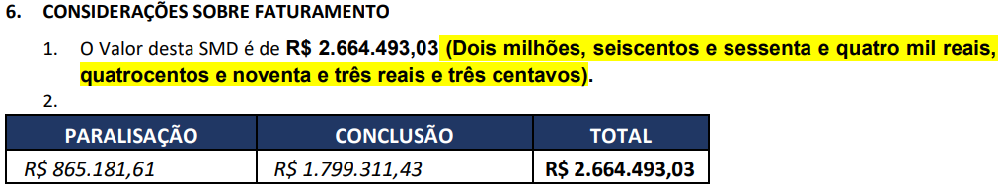 6. CONSIDERAÇÕES SOBRE FATURAMENTO
1. O Valor desta SMD é de R$ 2.664.493,03 (Dois milhões, seiscentos e sessenta e quatro mil reais,
quatrocentos e noventa e três reais e três centavos).
2.
PARALISAÇÃO CONCLUSÃO TOTAL
R$ 865.181,61 R$ 1.799.311,43 R$ 2.664.493,03